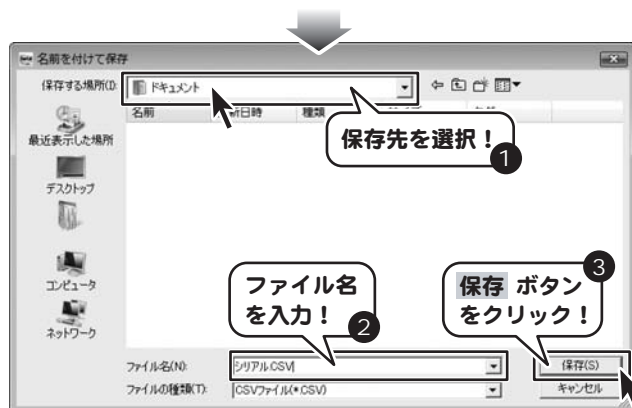 名前を付けて保存
保存する場所(I):
ドキュメント
名前
新日時
種類
保存先を選択！
1
最近表示した場所
デスクトップ
コンピュータ
ネットワーク
ファイル名
を入力！
2
保存 ボタン
をクリック！
3
ファイル名(N):
シリアル.CSV
保存(S)
ファイルの種類(T):
CSVファイル(*.CSV)
キャンセル